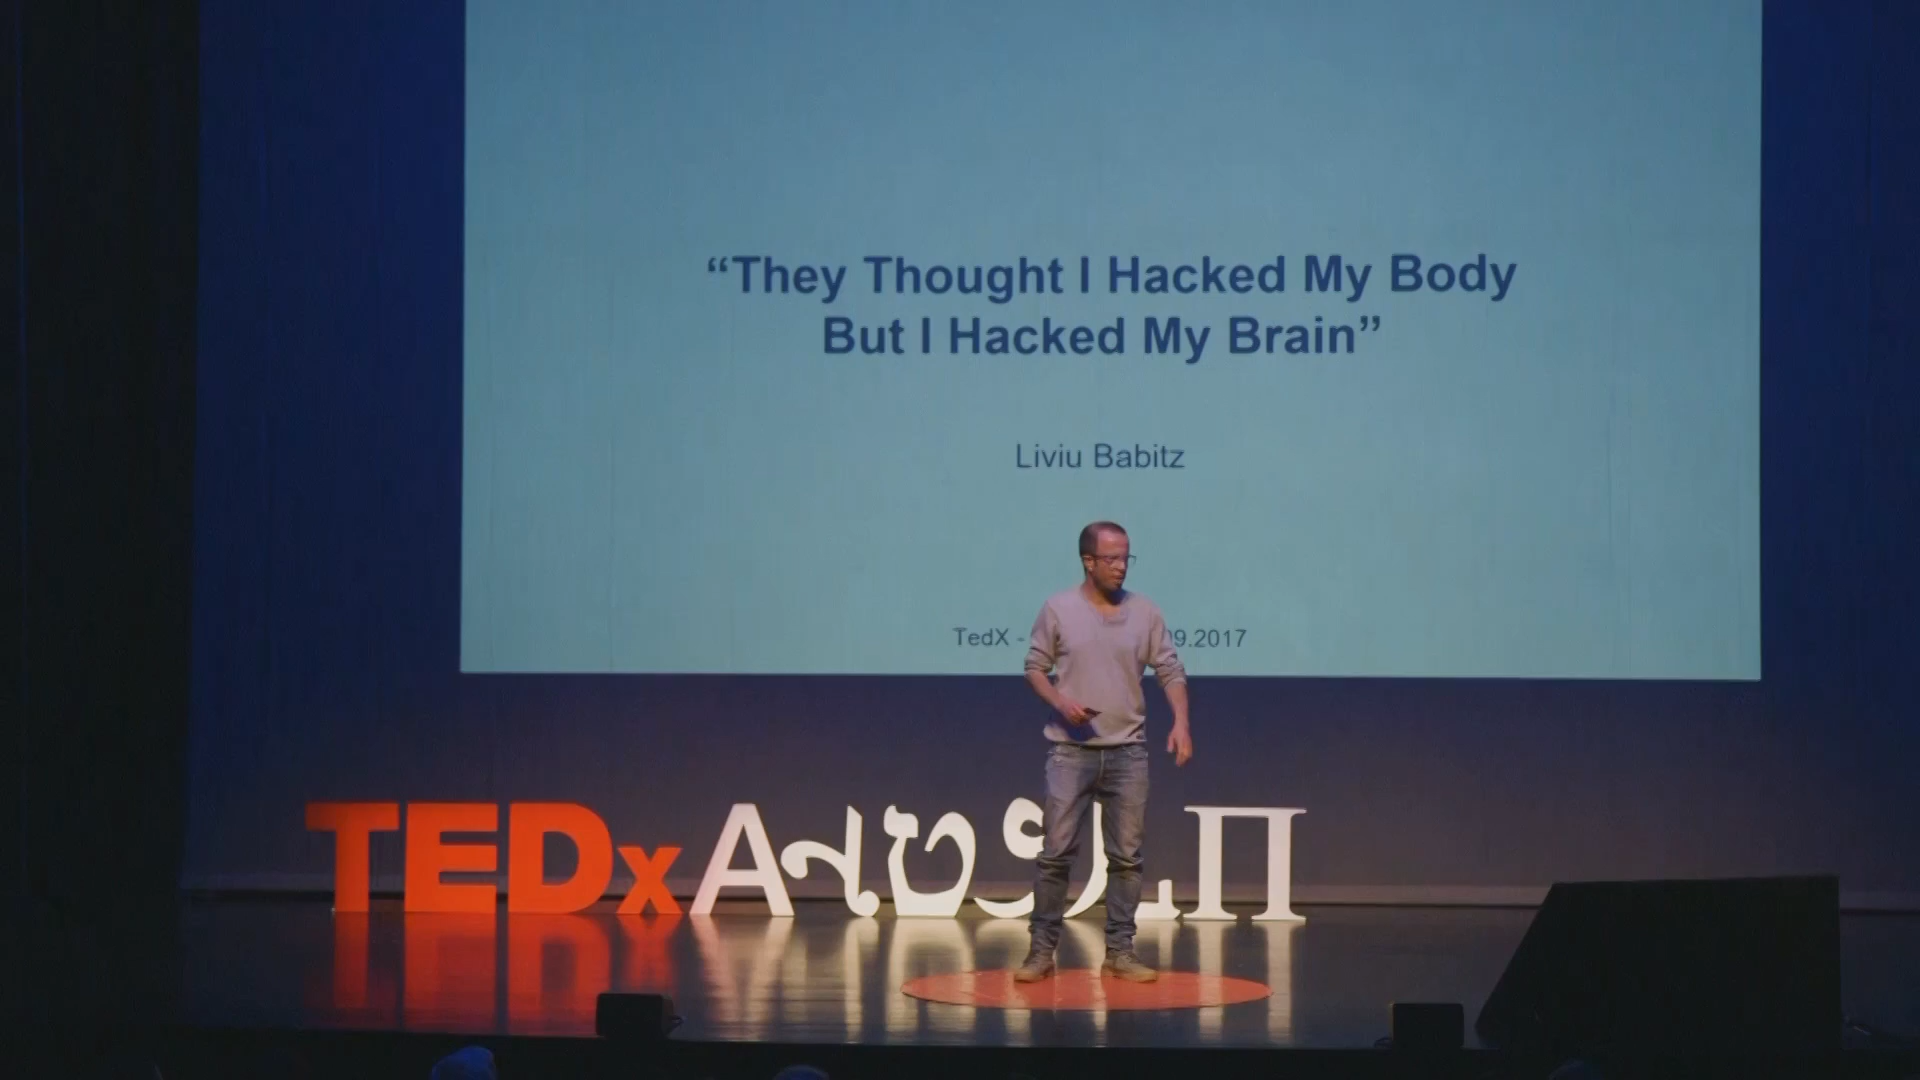 “They Thought I Hacked My Body
But I Hacked My Brain”
Liviu Babitz
TedX - 09.2017
TEDx